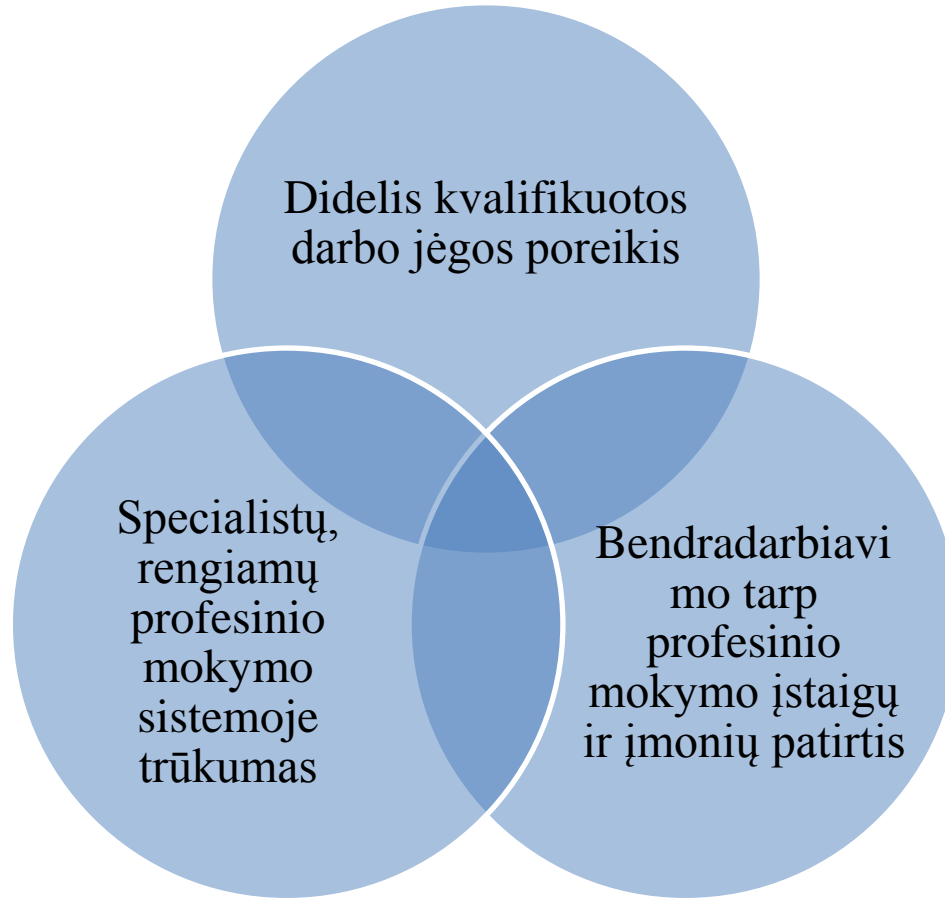 Didelis kvalifikuotos
darbo jėgos poreikis
Specialistų,
rengiamų
profesinio
mokymo
sistemoje
trūkumas
Bendradarbiavi
mo tarp
profesinio
mokymo įstaigų
ir įmonių patirtis